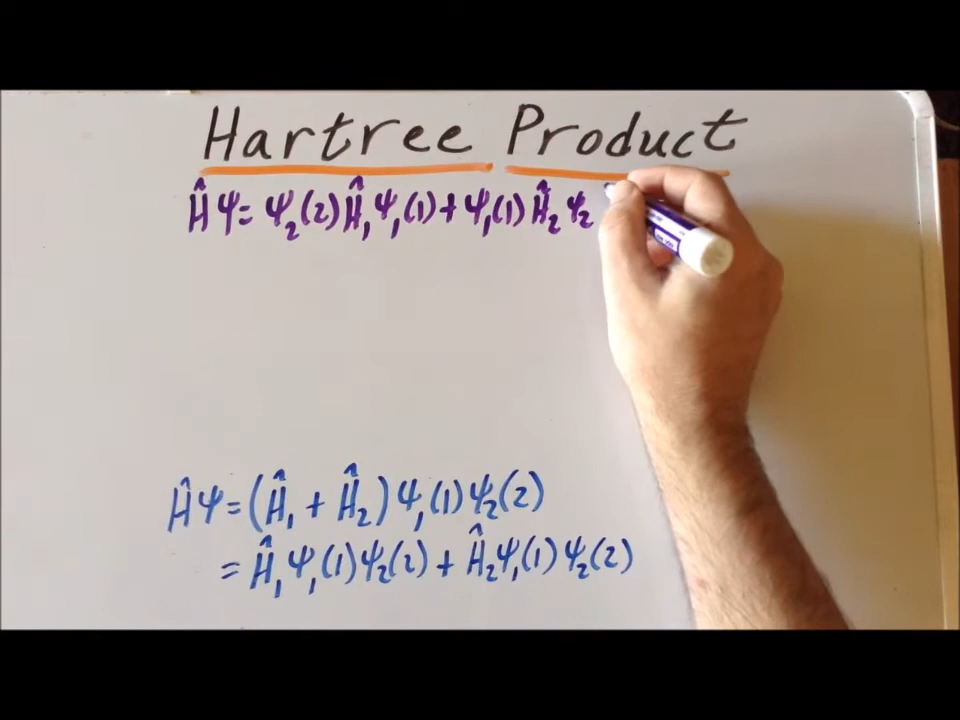 Hartree Product
Ĥψ = ψ₂(2)Ĥ₁ψ₁(1) + ψ₁(1)Ĥ₂ψ₂
Ĥψ = (Ĥ₁ + Ĥ₂)ψ₁(1)ψ₂(2)
= Ĥ₁ψ₁(1)ψ₂(2) + Ĥ₂ψ₁(1)ψ₂(2)